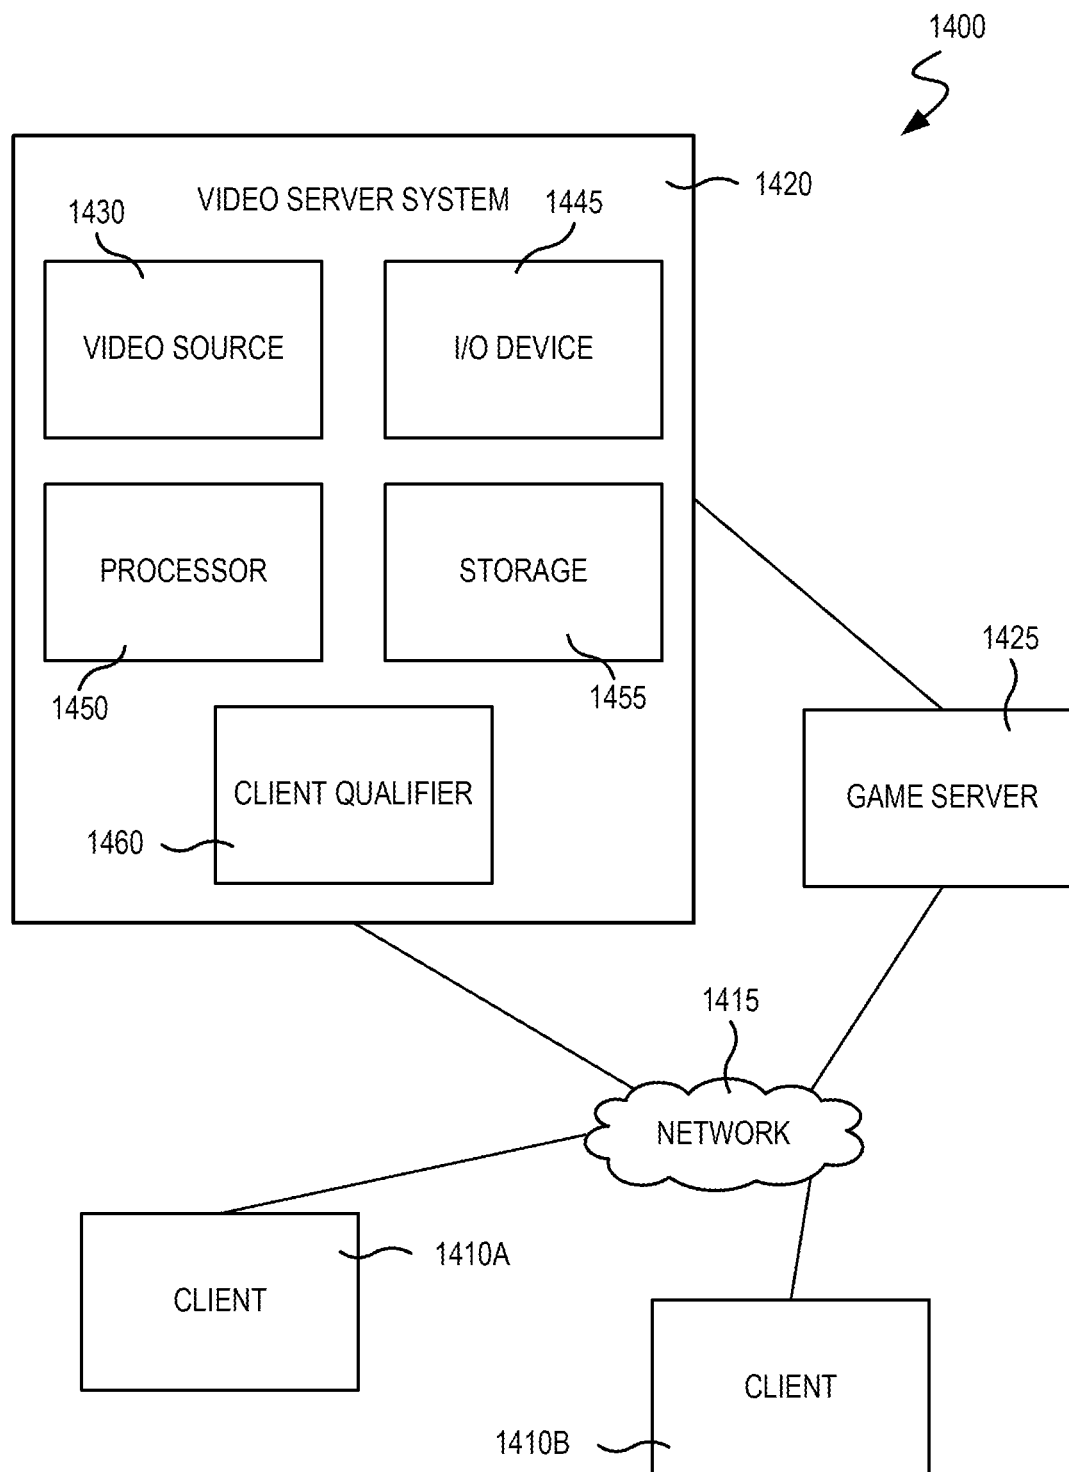 1400
VIDEO SERVER SYSTEM
1420
1430
1445
VIDEO SOURCE
I/O DEVICE
PROCESSOR
STORAGE
1450
1455
1425
CLIENT QUALIFIER
GAME SERVER
1460
1415
NETWORK
1410A
CLIENT
CLIENT
1410B